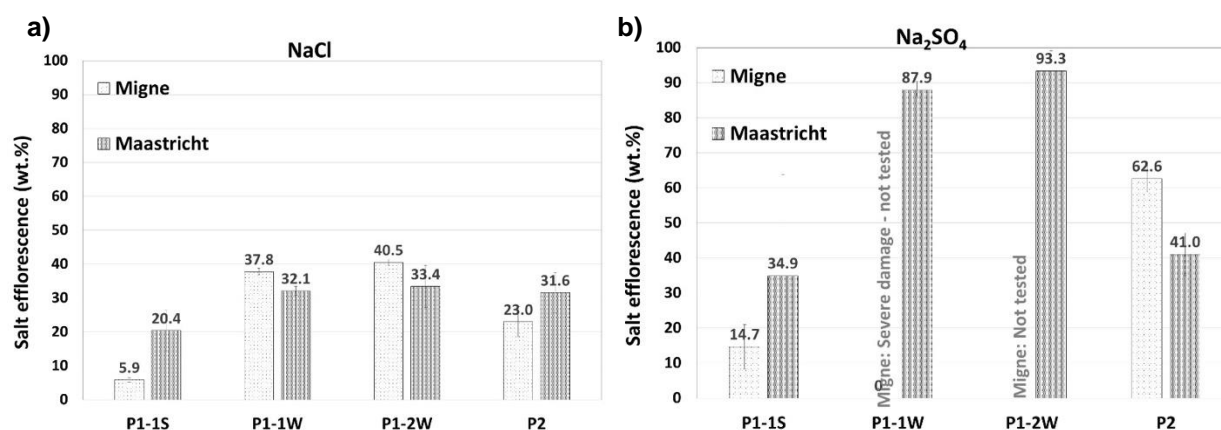 a)
NaCl
Salt efflorescence (wt.%)
100
90
80
70
60
50
40
30
20
10
0
Migne
Maastricht
5.9
20.4
37.8
32.1
40.5
33.4
23.0
31.6
P1-1S
P1-1W
P1-2W
P2
b)
Na₂SO₄
Salt efflorescence (wt.%)
100
90
80
70
60
50
40
30
20
10
0
Migne
Maastricht
14.7
34.9
0
Migne: Severe damage - not tested
87.9
Migne: Not tested
93.3
62.6
41.0
P1-1S
P1-1W
P1-2W
P2